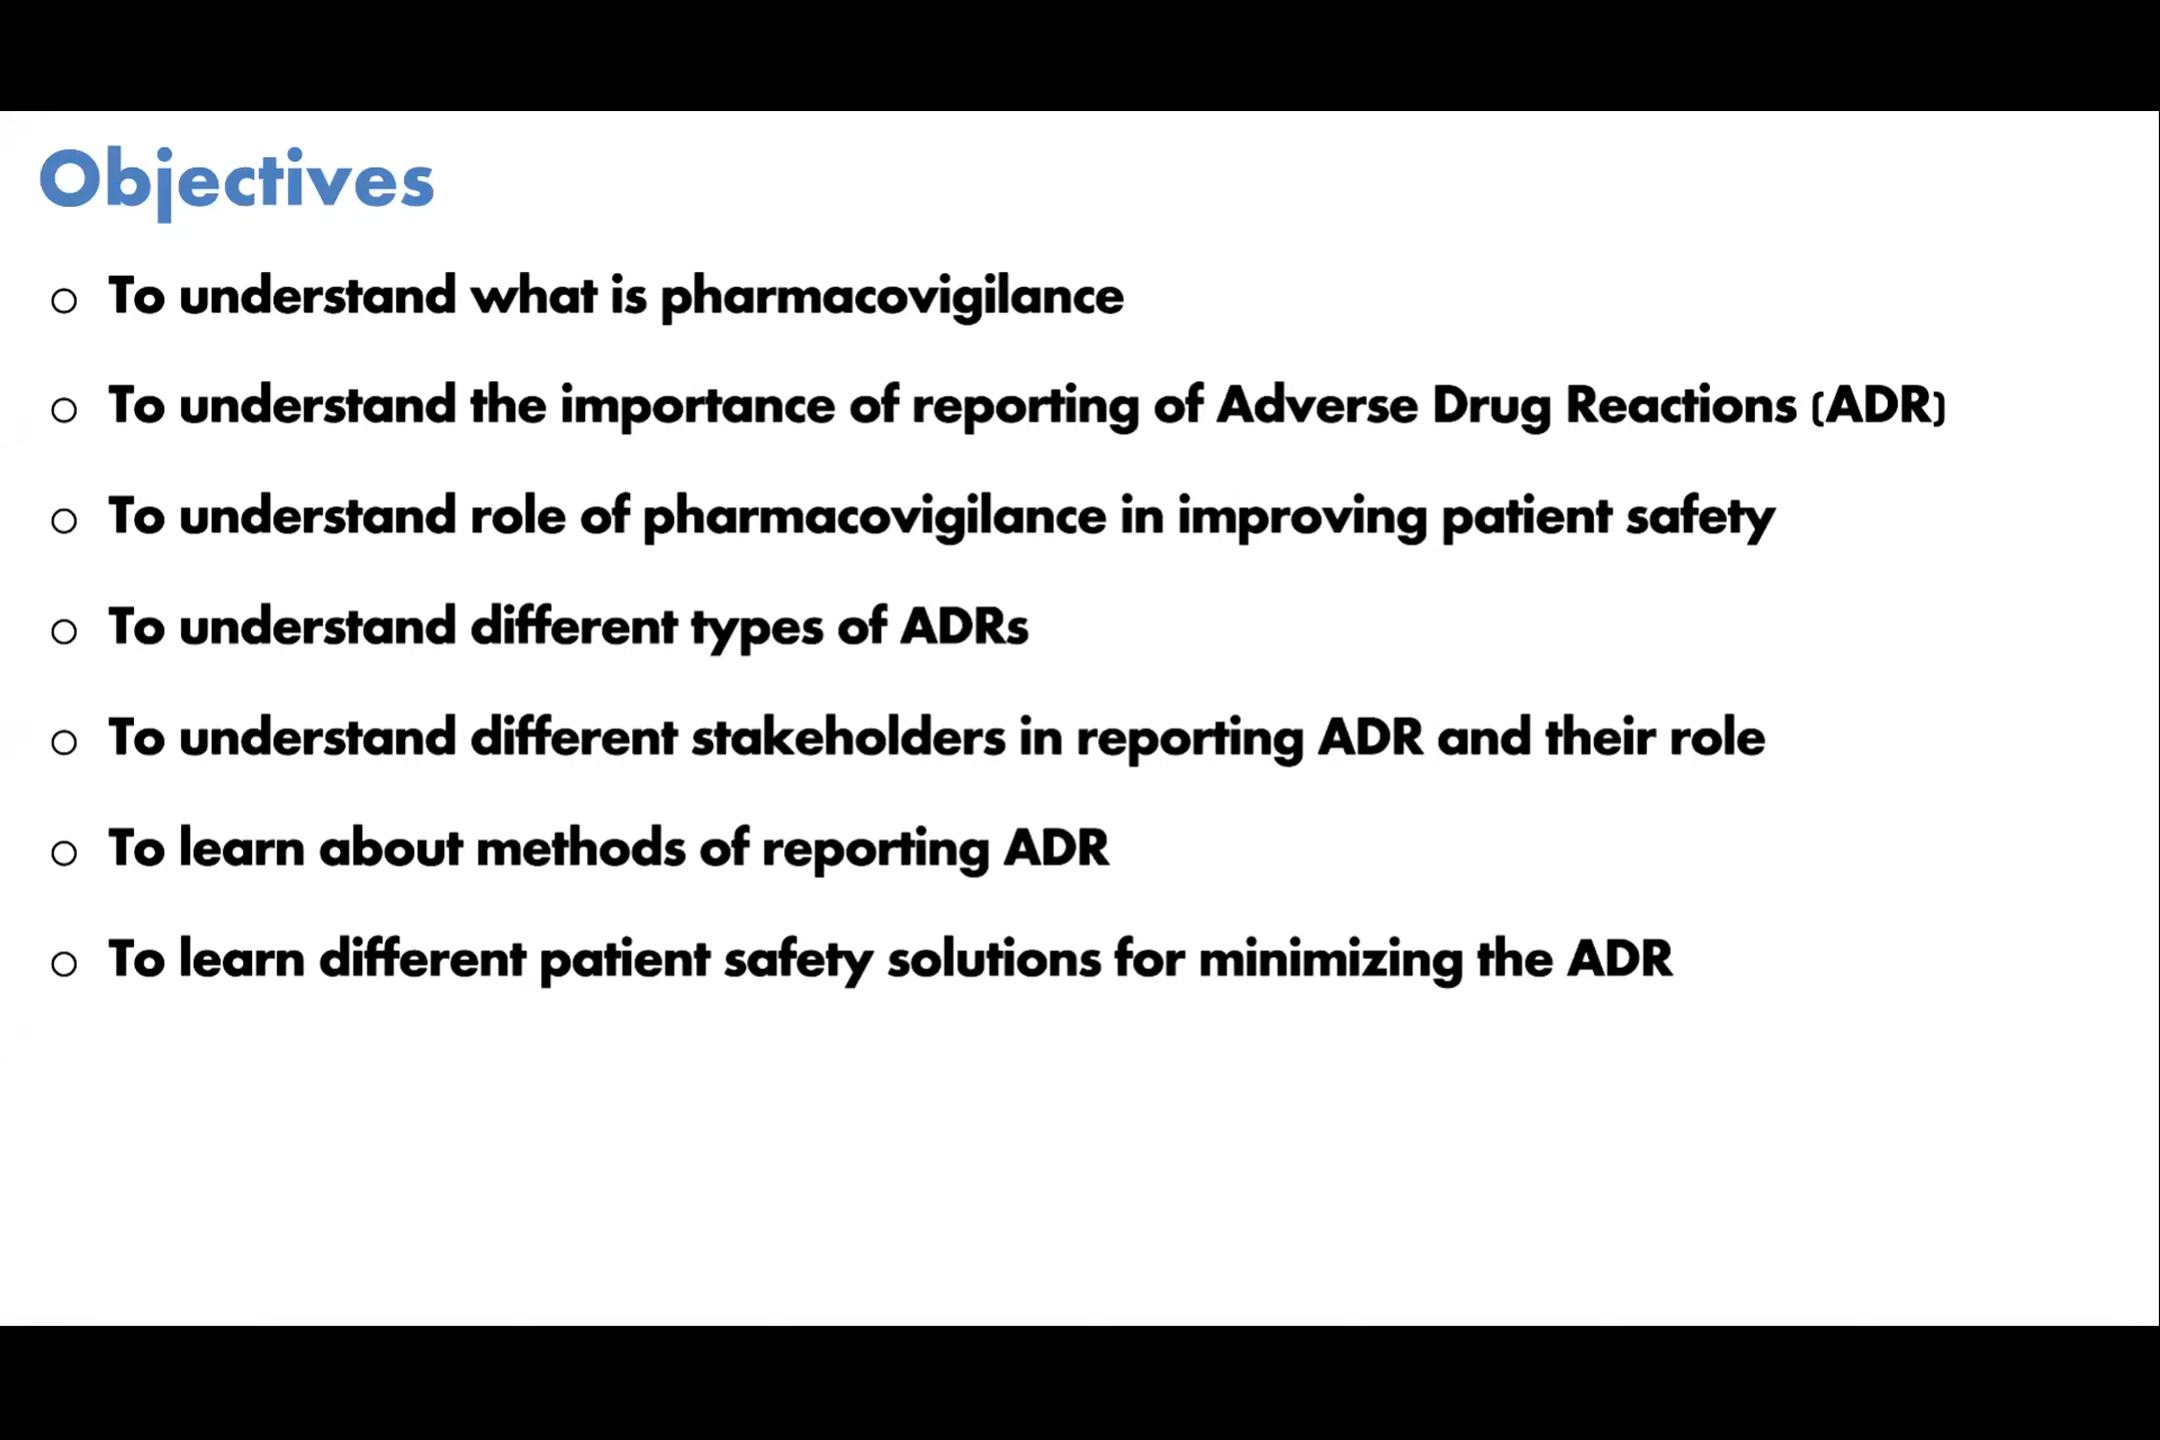 Objectives
○ To understand what is pharmacovigilance
○ To understand the importance of reporting of Adverse Drug Reactions (ADR)
○ To understand role of pharmacovigilance in improving patient safety
○ To understand different types of ADRs
○ To understand different stakeholders in reporting ADR and their role
○ To learn about methods of reporting ADR
○ To learn different patient safety solutions for minimizing the ADR